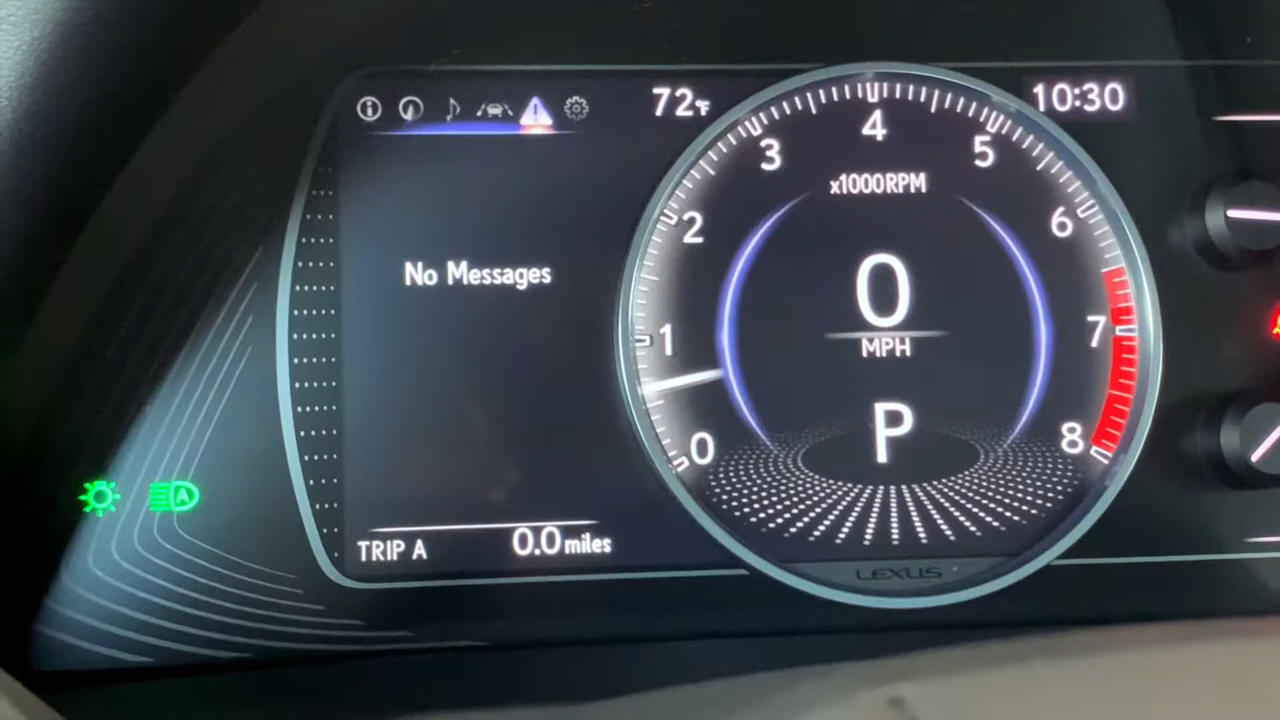 72°F
10:30
No Messages
TRIP A 0.0 miles
0
1
2
3
4
5
6
7
8
x1000RPM
0
MPH
P
LEXUS
A